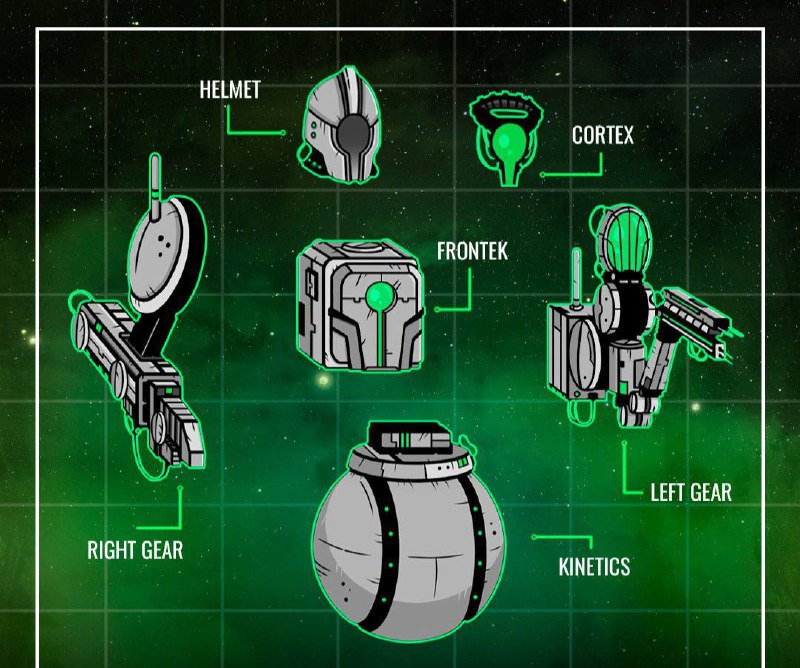 HELMET
CORTEX
FRONTEK
LEFT GEAR
RIGHT GEAR
KINETICS